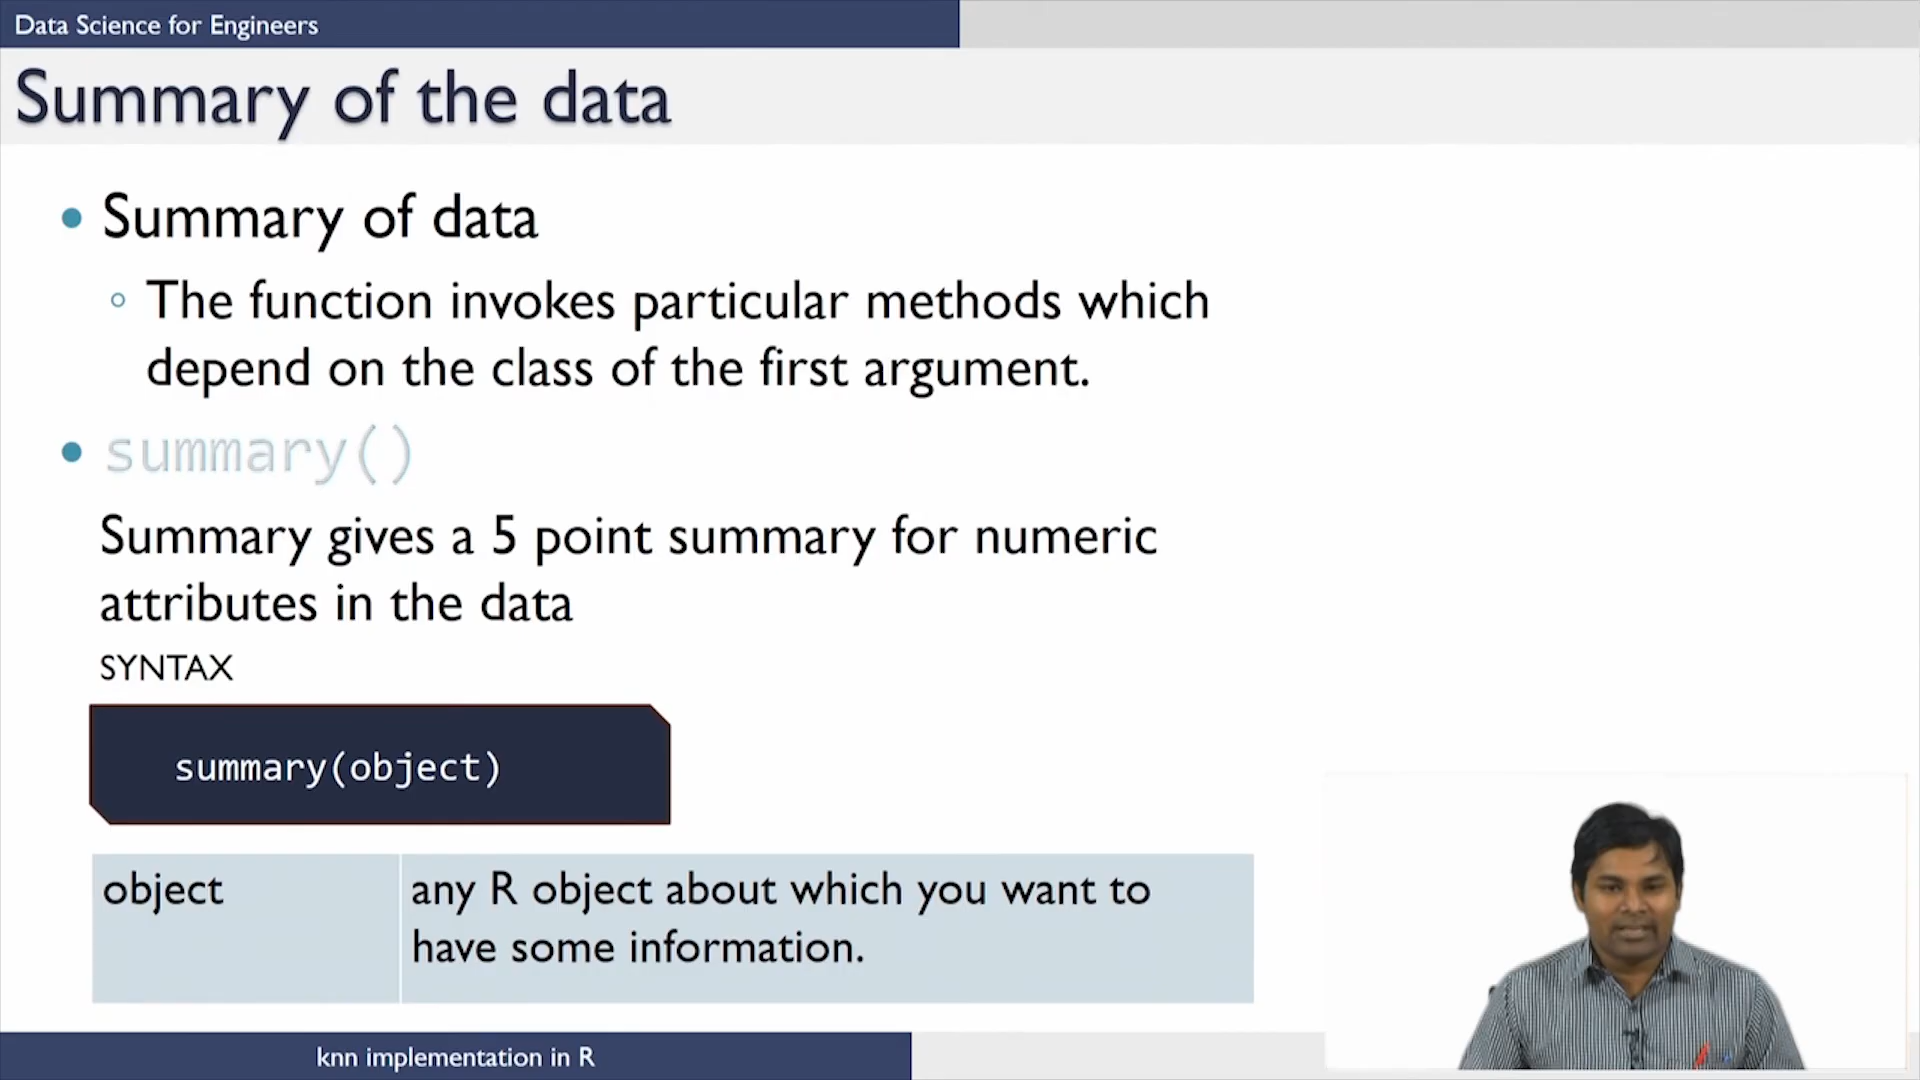 Data Science for Engineers
Summary of the data
• Summary of data
◦ The function invokes particular methods which
depend on the class of the first argument.
• summary()
Summary gives a 5 point summary for numeric
attributes in the data
SYNTAX
summary(object)
object
any R object about which you want to
have some information.
knn implementation in R